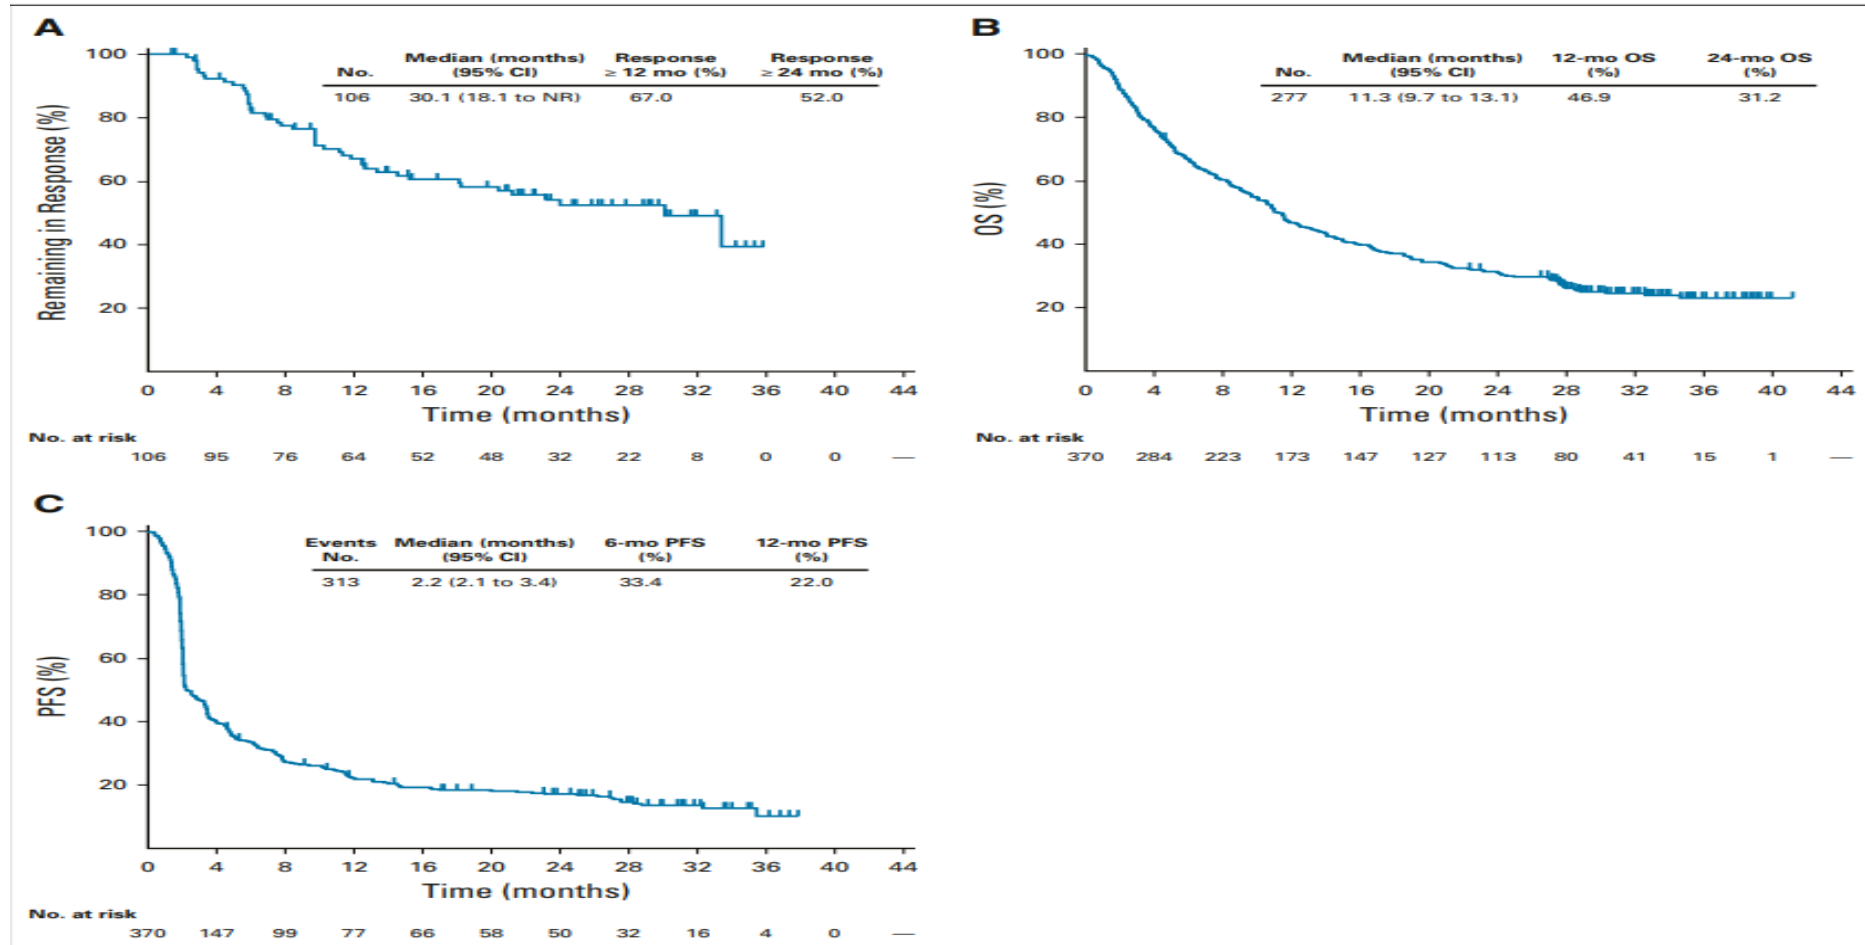 A
Median (months) Response Response
No. (95% CI) ≥ 12 mo (%) ≥ 24 mo (%)
106 30.1 (18.1 to NR) 67.0 52.0
Remaining in Response (%)
100
80
60
40
20
0 4 8 12 16 20 24 28 32 36 40 44
Time (months)
No. at risk
106 95 76 64 52 48 32 22 8 0 0 —
B
Median (months) 12-mo OS 24-mo OS
No. (95% CI) (%) (%)
277 11.3 (9.7 to 13.1) 46.9 31.2
OS (%)
100
80
60
40
20
0 4 8 12 16 20 24 28 32 36 40 44
Time (months)
No. at risk
370 284 223 173 147 127 113 80 41 15 1 —
C
Events Median (months) 6-mo PFS 12-mo PFS
No. (95% CI) (%) (%)
313 2.2 (2.1 to 3.4) 33.4 22.0
PFS (%)
100
80
60
40
20
0 4 8 12 16 20 24 28 32 36 40 44
Time (months)
No. at risk
370 147 99 77 66 58 50 32 16 4 0 —